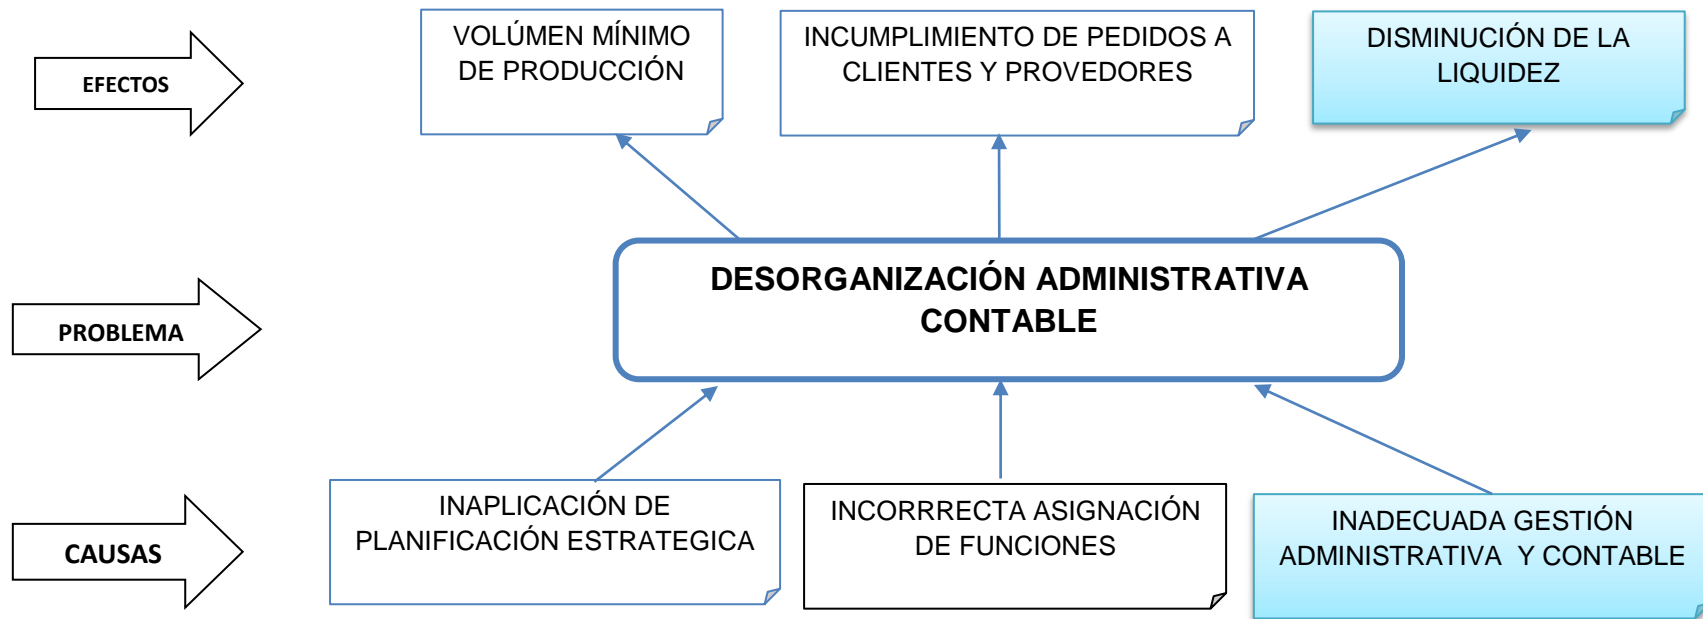 EFECTOS
VOLÚMEN MÍNIMO
DE PRODUCCIÓN
INCUMPLIMIENTO DE PEDIDOS A
CLIENTES Y PROVEDORES
DISMINUCIÓN DE LA
LIQUIDEZ
PROBLEMA
DESORGANIZACIÓN ADMINISTRATIVA
CONTABLE
CAUSAS
INAPLICACIÓN DE
PLANIFICACIÓN ESTRATEGICA
INCORRRECTA ASIGNACIÓN
DE FUNCIONES
INADECUADA GESTIÓN
ADMINISTRATIVA Y CONTABLE